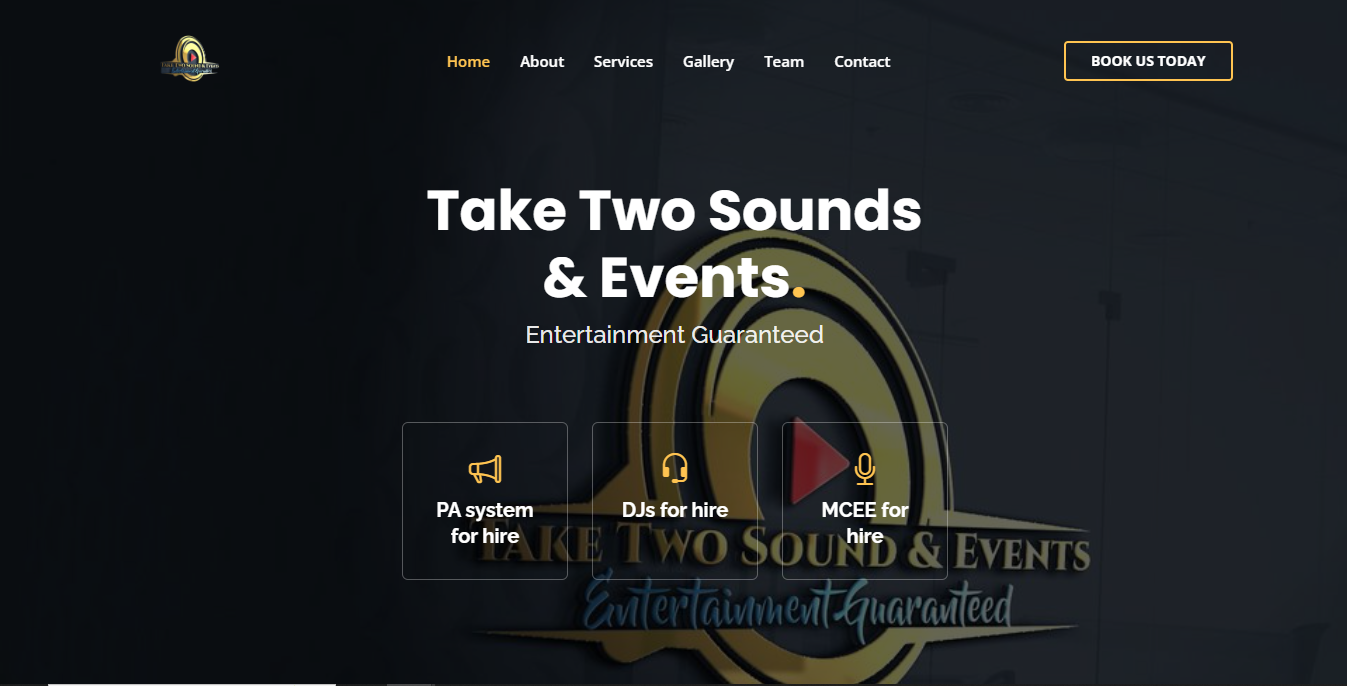 Home About Services Gallery Team Contact
BOOK US TODAY
Take Two Sounds
& Events.
Entertainment Guaranteed
PA system
for hire
DJs for hire
MCEE for
hire
TAKE TWO SOUND & EVENTS
Entertainment Guaranteed